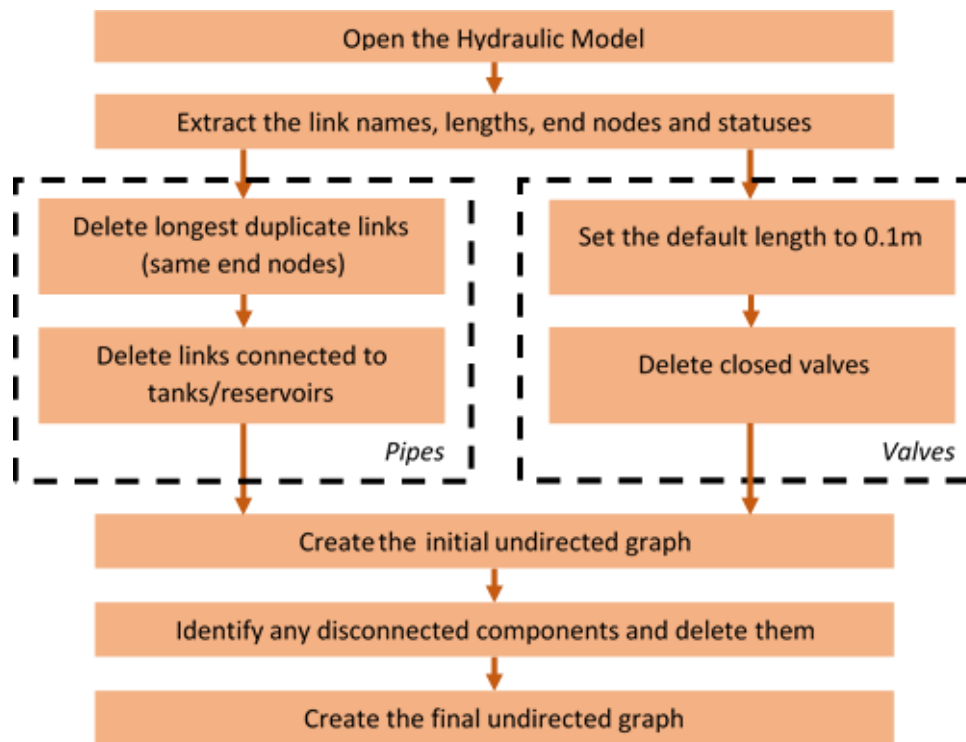 Open the Hydraulic Model
Extract the link names, lengths, end nodes and statuses
Delete longest duplicate links
(same end nodes)
Delete links connected to
tanks/reservoirs
Pipes
Set the default length to 0.1m
Delete closed valves
Valves
Create the initial undirected graph
Identify any disconnected components and delete them
Create the final undirected graph